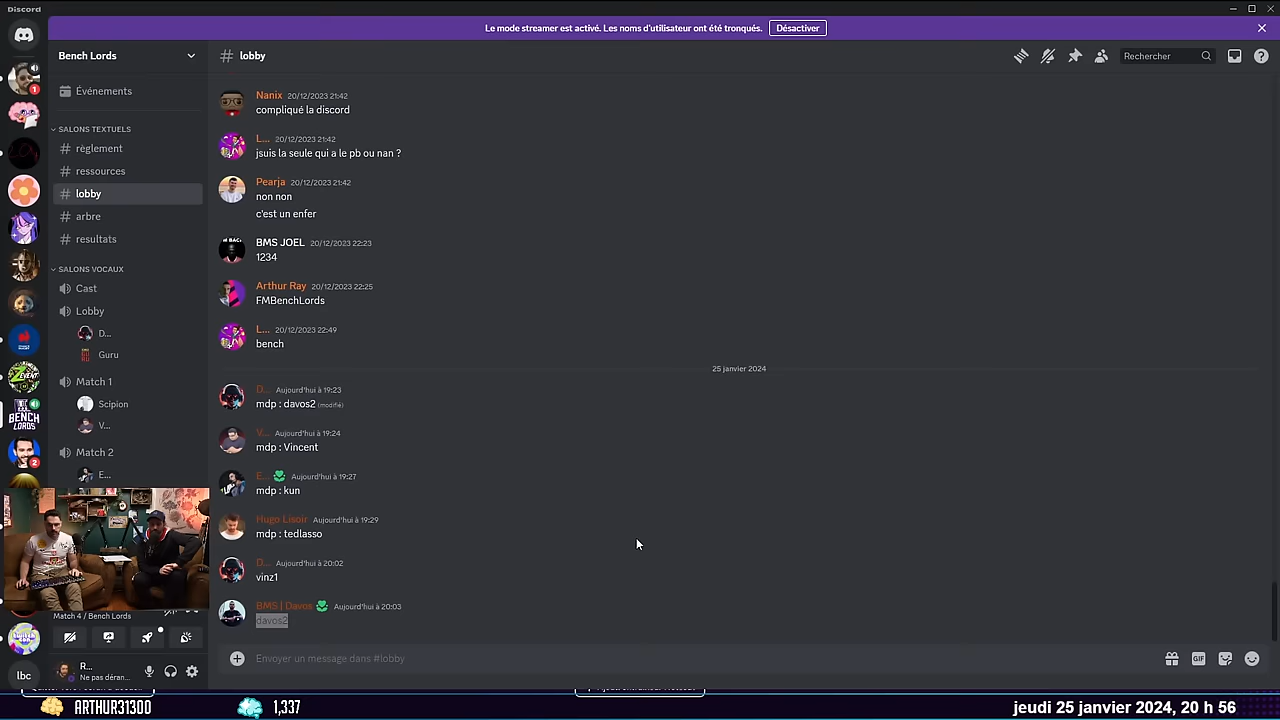 Discord
Le mode streamer est activé. Les noms d'utilisateur ont été tronqués. Désactiver
Bench Lords
# lobby
Rechercher
Événements
SALONS TEXTUELS
# règlement
# ressources
# lobby
# arbre
# resultats
SALONS VOCAUX
Cast
Lobby
D...
Guru
Match 1
Scipion
V...
Match 2
E...
Match 4 / Bench Lords
R...
Ne pas déran...
1
Z EVENT
BENCH
LORDS
2
lbc
Nanix 20/12/2023 21:42
compliqué la discord
L... 20/12/2023 21:42
jsuis la seule qui a le pb ou nan ?
Pearja 20/12/2023 21:42
non non
c'est un enfer
BMS JOEL 20/12/2023 22:23
1234
Arthur Ray 20/12/2023 22:25
FMBenchLords
L... 20/12/2023 22:49
bench
25 janvier 2024
D... Aujourd'hui à 19:23
mdp : davos2 (modifié)
V... Aujourd'hui à 19:24
mdp : Vincent
E... Aujourd'hui à 19:27
mdp : kun
Hugo Lisoir Aujourd'hui à 19:29
mdp : tedlasso
D... Aujourd'hui à 20:02
vinz1
BMS | Davos Aujourd'hui à 20:03
davos2
Envoyer un message dans #lobby
GIF
ARTHUR31300
1,337
jeudi 25 janvier 2024, 20 h 56